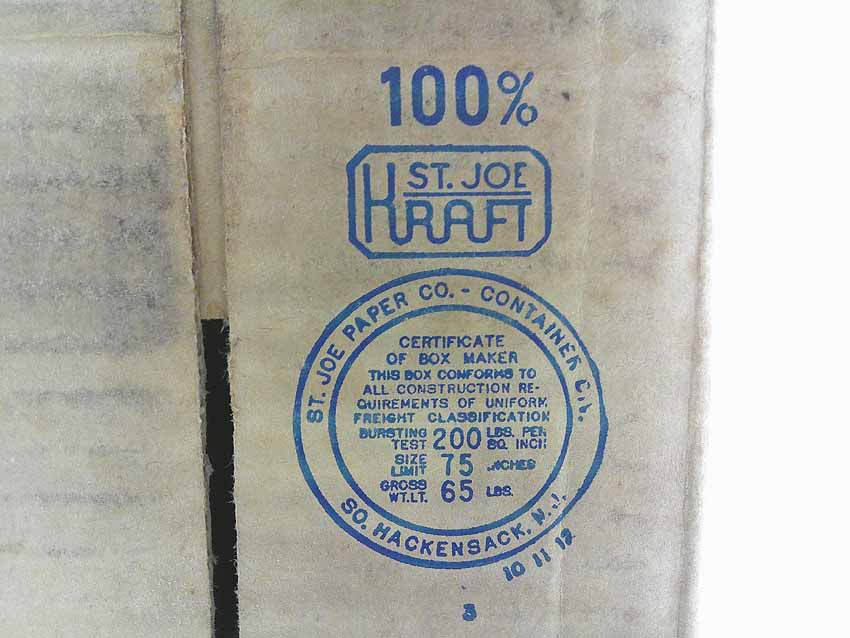 100%
ST. JOE
KRAFT
ST. JOE PAPER CO. - CONTAINER DIV.
CERTIFICATE
OF BOX MAKER
THIS BOX CONFORMS TO
ALL CONSTRUCTION RE-
QUIREMENTS OF UNIFORM
FREIGHT CLASSIFICATION
BURSTING TEST 200 LBS. PER SQ. INCH
SIZE LIMIT 75 INCHES
GROSS WT.LT. 65 LBS.
SO. HACKENSACK, N.J.
10 11 12
3